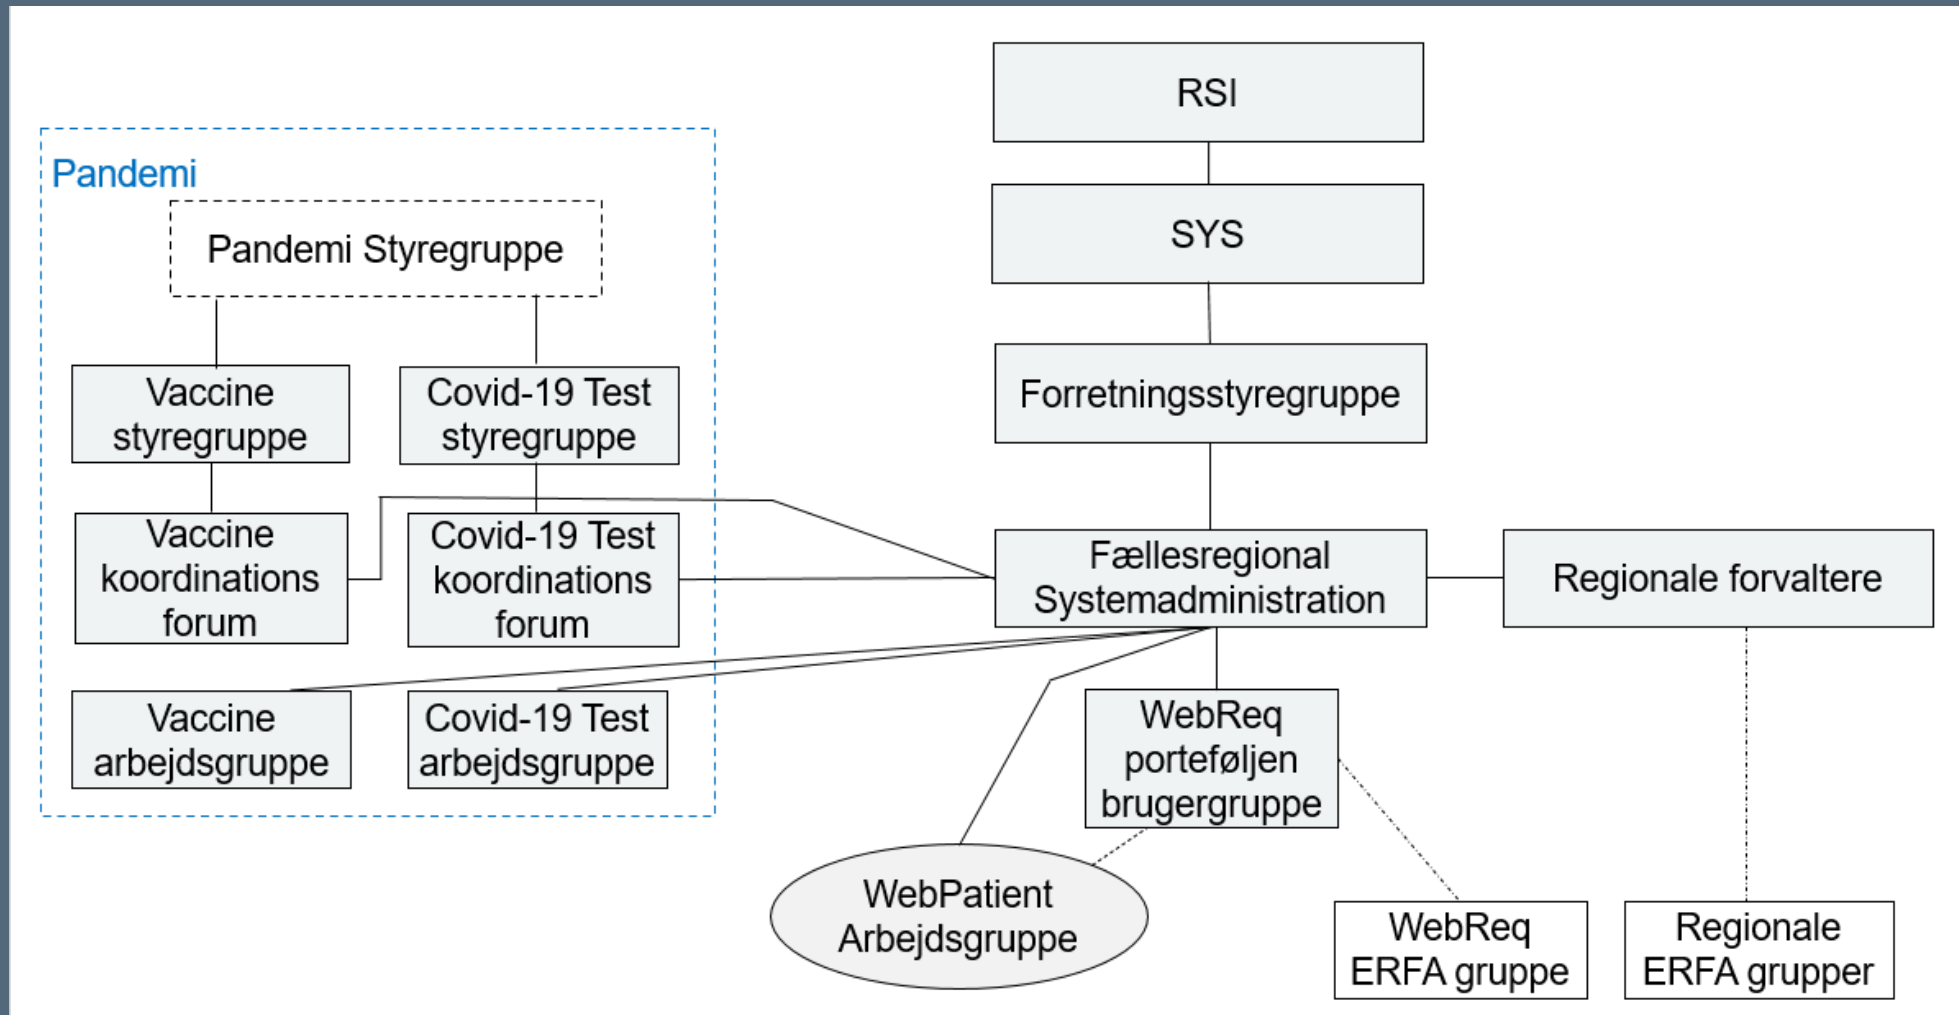 RSI
SYS
Forretningsstyregruppe
Pandemi
Pandemi Styregruppe
Vaccine
styregruppe
Covid-19 Test
styregruppe
Vaccine
koordinations
forum
Covid-19 Test
koordinations
forum
Fællesregional
Systemadministration
Regionale forvaltere
Vaccine
arbejdsgruppe
Covid-19 Test
arbejdsgruppe
WebReq
porteføljen
brugergruppe
WebPatient
Arbejdsgruppe
WebReq
ERFA gruppe
Regionale
ERFA grupper